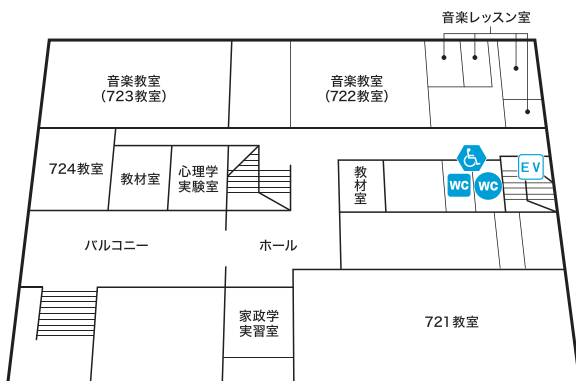 音楽レッスン室
音楽教室
（723教室）
音楽教室
（722教室）
724教室
教材室
心理学
実験室
教材室
WC
WC
EV
バルコニー
ホール
家政学
実習室
721教室